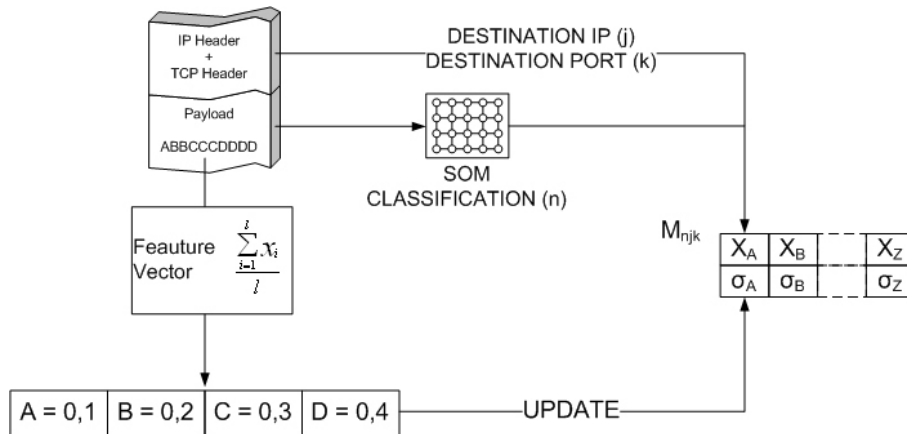 IP Header
+
TCP Header
Payload
ABBCCCDDDD
DESTINATION IP (j)
DESTINATION PORT (k)
SOM
CLASSIFICATION (n)
Feauture
Vector
l
∑ x_i
i=1
l
M_njk
X_A X_B X_Z
σ_A σ_B σ_Z
A = 0,1 B = 0,2 C = 0,3 D = 0,4
UPDATE